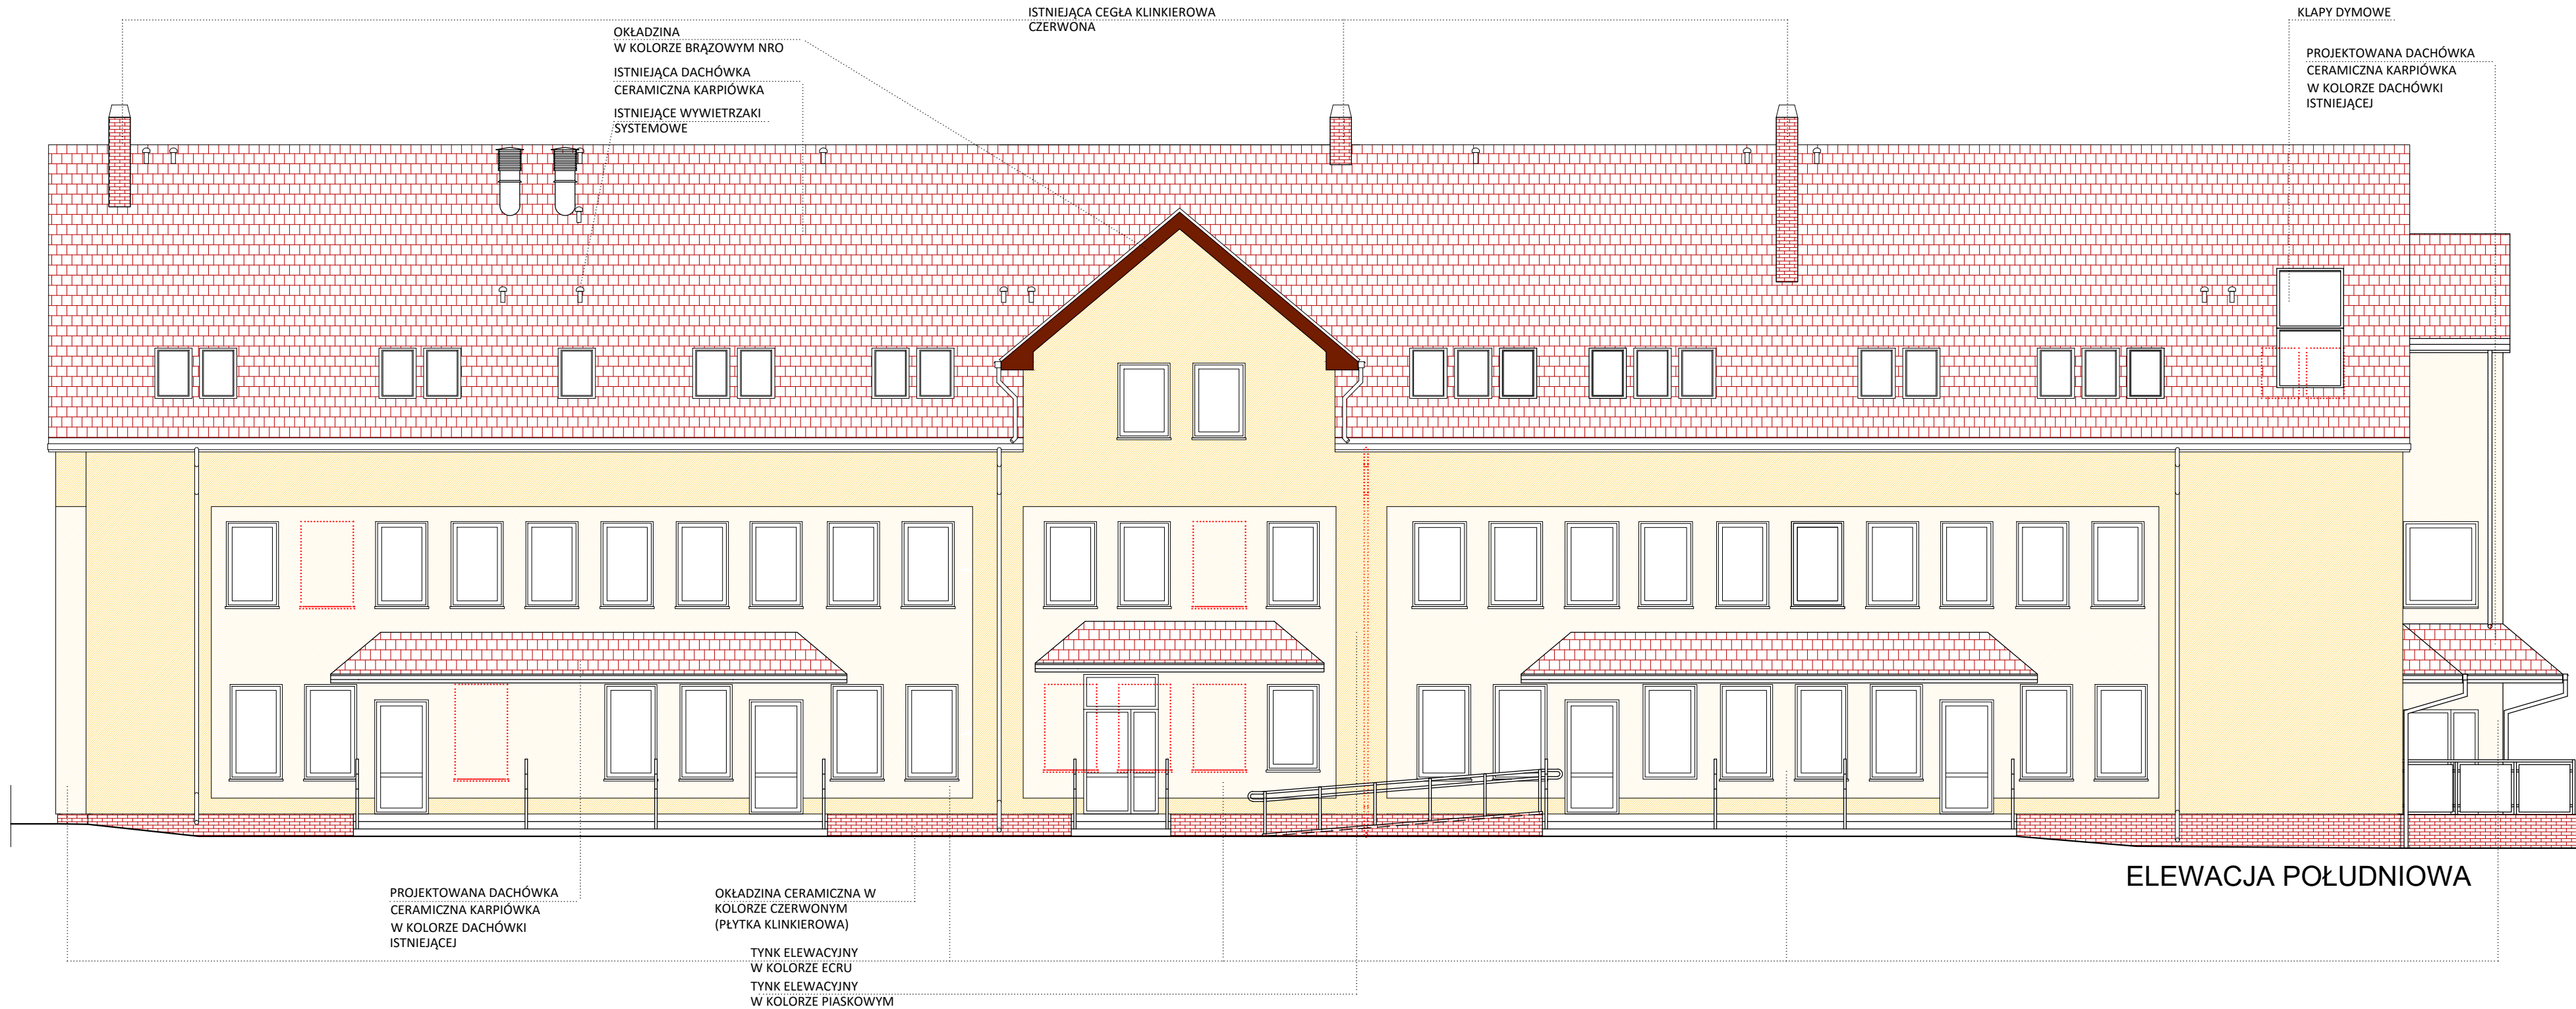 ISTNIEJĄCA CEGŁA KLINKIEROWA
CZERWONA
KLAPY DYMOWE
OKŁADZINA
W KOLORZE BRĄZOWYM NRO
ISTNIEJĄCA DACHÓWKA
CERAMICZNA KARPIÓWKA
ISTNIEJĄCE WYWIETRZAKI
SYSTEMOWE
PROJEKTOWANA DACHÓWKA
CERAMICZNA KARPIÓWKA
W KOLORZE DACHÓWKI
ISTNIEJĄCEJ
ELEWACJA POŁUDNIOWA
PROJEKTOWANA DACHÓWKA
CERAMICZNA KARPIÓWKA
W KOLORZE DACHÓWKI
ISTNIEJĄCEJ
OKŁADZINA CERAMICZNA W
KOLORZE CZERWONYM
(PŁYTKA KLINKIEROWA)
TYNK ELEWACYJNY
W KOLORZE ECRU
TYNK ELEWACYJNY
W KOLORZE PIASKOWYM